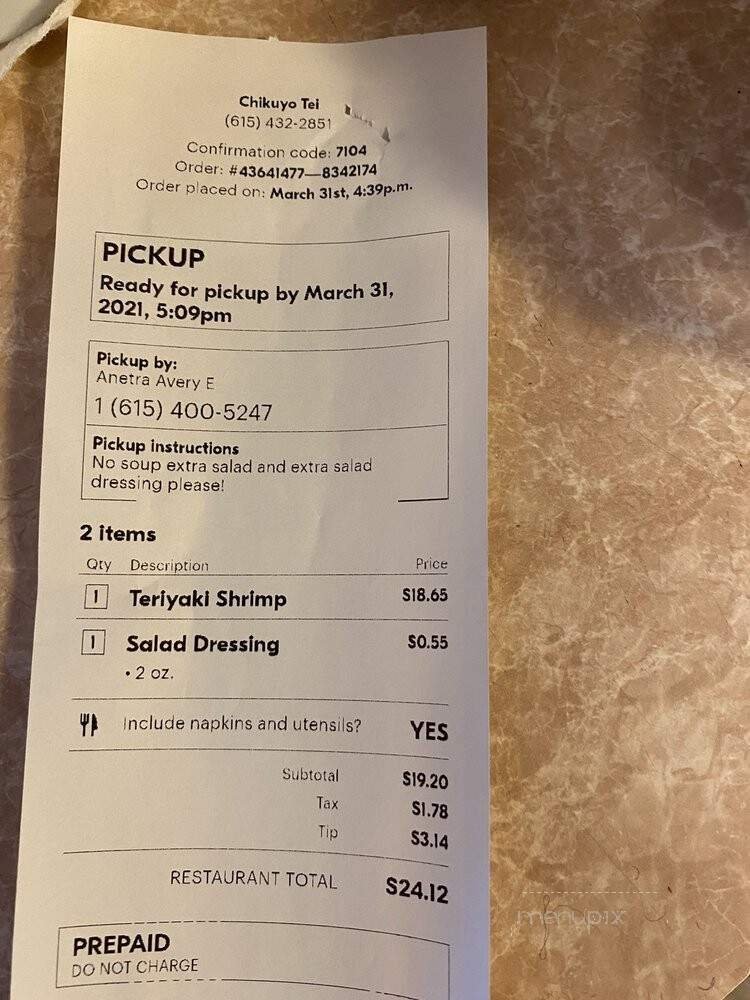 Chikuyo Tei
(615) 432-2851
Confirmation code: 7104
Order: #43641477—8342174
Order placed on: March 31st, 4:39p.m.
PICKUP
Ready for pickup by March 31,
2021, 5:09pm
Pickup by:
Anetra Avery E
1 (615) 400-5247
Pickup instructions
No soup extra salad and extra salad
dressing please!
2 items
Qty Description Price
1 Teriyaki Shrimp $18.65
1 Salad Dressing $0.55
• 2 oz.
Include napkins and utensils? YES
Subtotal $19.20
Tax $1.78
Tip $3.14
RESTAURANT TOTAL $24.12
PREPAID
DO NOT CHARGE
menupix